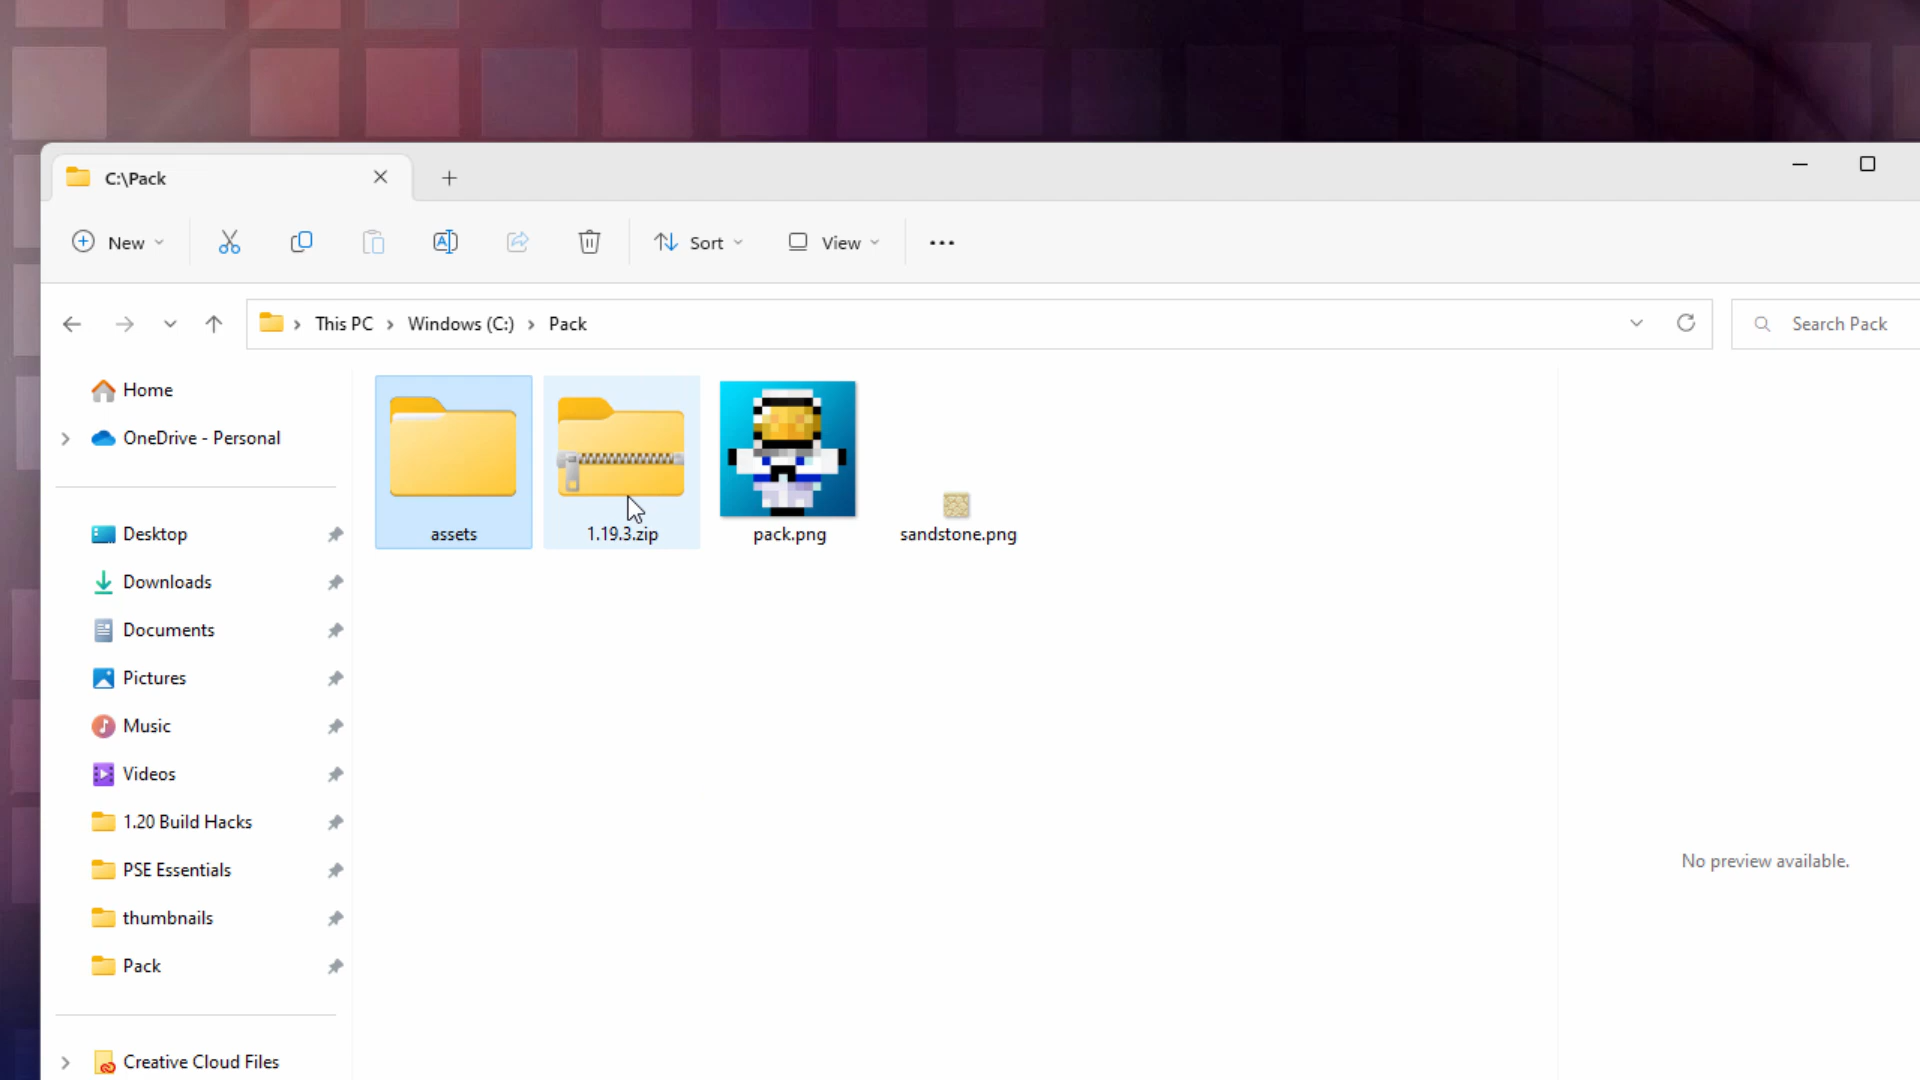 C:\Pack
New
Sort
View
This PC
Windows (C:)
Pack
Search Pack
Home
OneDrive - Personal
Desktop
Downloads
Documents
Pictures
Music
Videos
1.20 Build Hacks
PSE Essentials
thumbnails
Pack
Creative Cloud Files
assets
1.19.3.zip
pack.png
sandstone.png
No preview available.